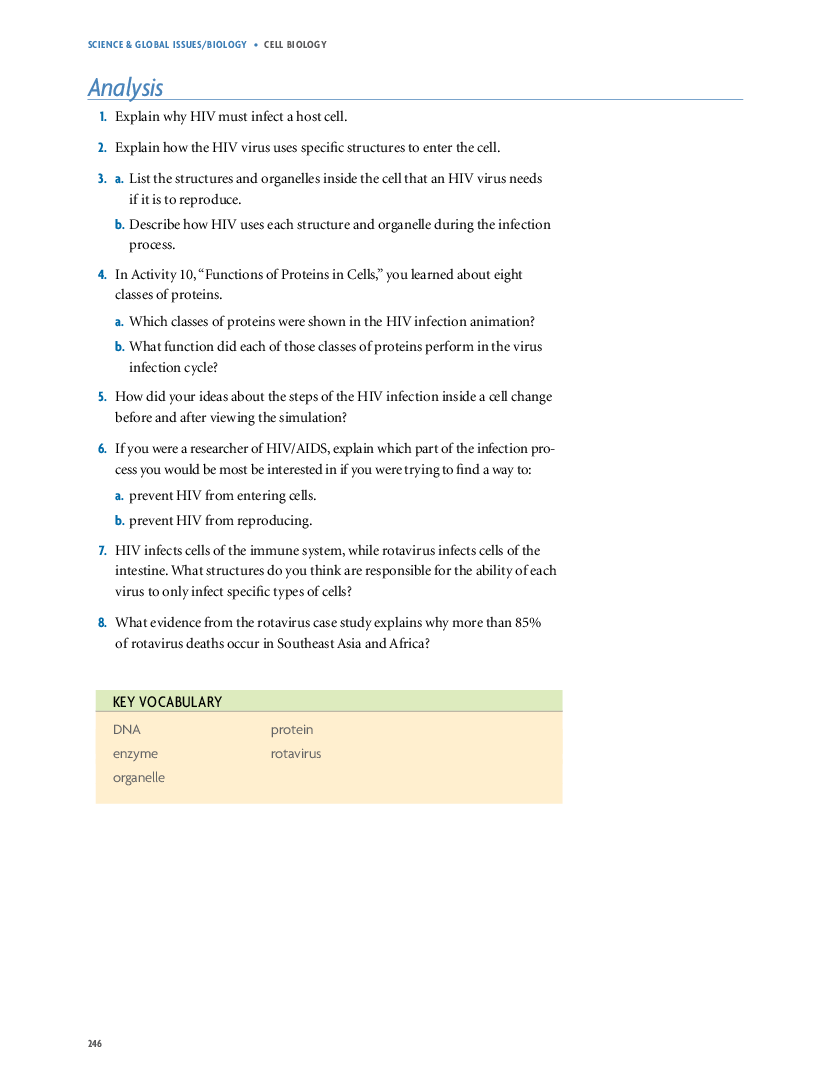 SCIENCE & GLOBAL ISSUES/BIOLOGY • CELL BIOLOGY
Analysis
1. Explain why HIV must infect a host cell.
2. Explain how the HIV virus uses specific structures to enter the cell.
3. a. List the structures and organelles inside the cell that an HIV virus needs
if it is to reproduce.
b. Describe how HIV uses each structure and organelle during the infection
process.
4. In Activity 10, “Functions of Proteins in Cells,” you learned about eight
classes of proteins.
a. Which classes of proteins were shown in the HIV infection animation?
b. What function did each of those classes of proteins perform in the virus
infection cycle?
5. How did your ideas about the steps of the HIV infection inside a cell change
before and after viewing the simulation?
6. If you were a researcher of HIV/AIDS, explain which part of the infection pro-
cess you would be most be interested in if you were trying to find a way to:
a. prevent HIV from entering cells.
b. prevent HIV from reproducing.
7. HIV infects cells of the immune system, while rotavirus infects cells of the
intestine. What structures do you think are responsible for the ability of each
virus to only infect specific types of cells?
8. What evidence from the rotavirus case study explains why more than 85%
of rotavirus deaths occur in Southeast Asia and Africa?
KEY VOCABULARY
DNA protein
enzyme rotavirus
organelle
246